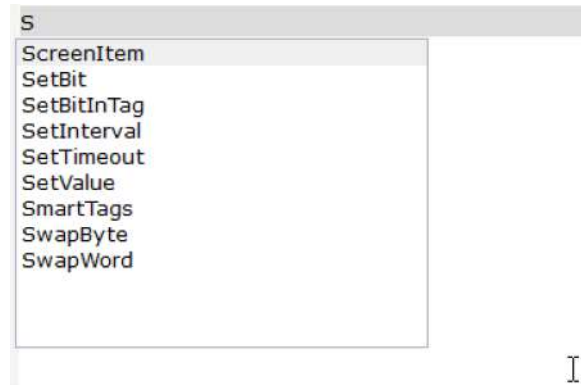 S
ScreenItem
SetBit
SetBitInTag
SetInterval
SetTimeout
SetValue
SmartTags
SwapByte
SwapWord